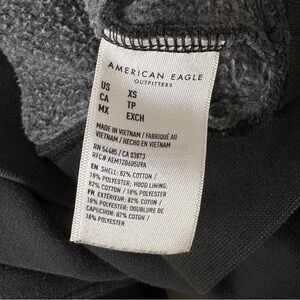 AMERICAN EAGLE
OUTFITTERS
US XS
CA TP
MX EXCH
MADE IN VIETNAM / FABRIQUÉ AU
VIETNAM / HECHO EN VIETNAM
RN 54485 / CA 03873
RFC# AEM120605U9A
EN: SHELL: 82% COTTON /
18% POLYESTER; HOOD LINING:
82% COTTON / 18% POLYESTER
FR: EXTÉRIEUR: 82% COTON /
18% POLYESTER; DOUBLURE DE
CAPUCHON: 82% COTON /
18% POLYESTER